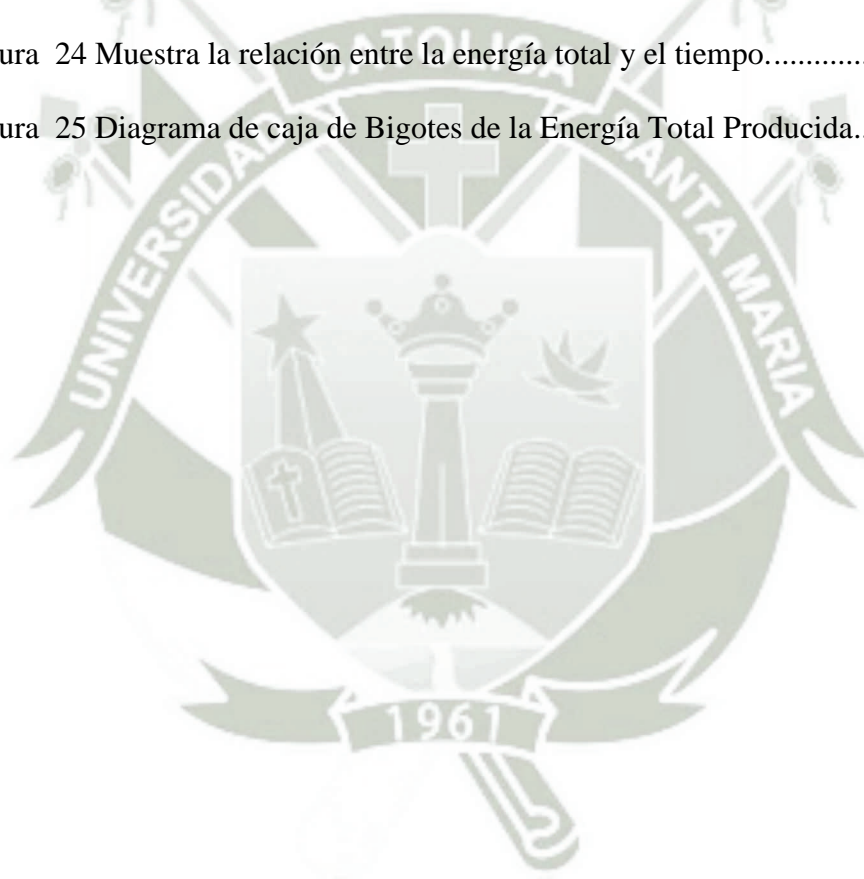 ura 24 Muestra la relación entre la energía total y el tiempo.............
ura 25 Diagrama de caja de Bigotes de la Energía Total Producida..
UNIVERSIDAD CATOLICA SANTA MARIA
1961